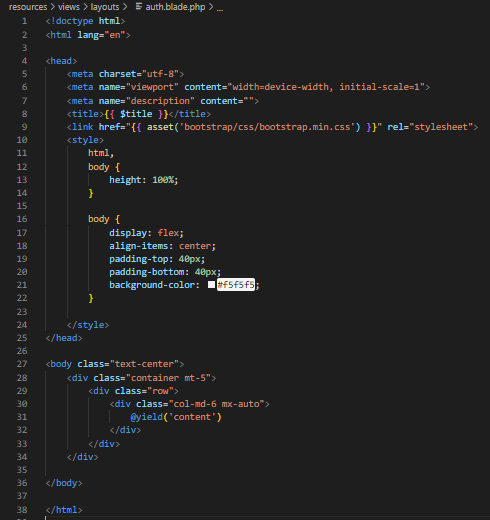 resources > views > layouts > auth.blade.php > ...
1 <!doctype html>
2 <html lang="en">
3
4 <head>
5     <meta charset="utf-8">
6     <meta name="viewport" content="width=device-width, initial-scale=1">
7     <meta name="description" content="">
8     <title>{{ $title }}</title>
9     <link href="{{ asset('bootstrap/css/bootstrap.min.css') }}" rel="stylesheet">
10     <style>
11         html,
12         body {
13             height: 100%;
14         }
15
16         body {
17             display: flex;
18             align-items: center;
19             padding-top: 40px;
20             padding-bottom: 40px;
21             background-color: #f5f5f5;
22         }
23
24     </style>
25 </head>
26
27 <body class="text-center">
28     <div class="container mt-5">
29         <div class="row">
30             <div class="col-md-6 mx-auto">
31                 @yield('content')
32             </div>
33         </div>
34     </div>
35
36 </body>
37
38 </html>